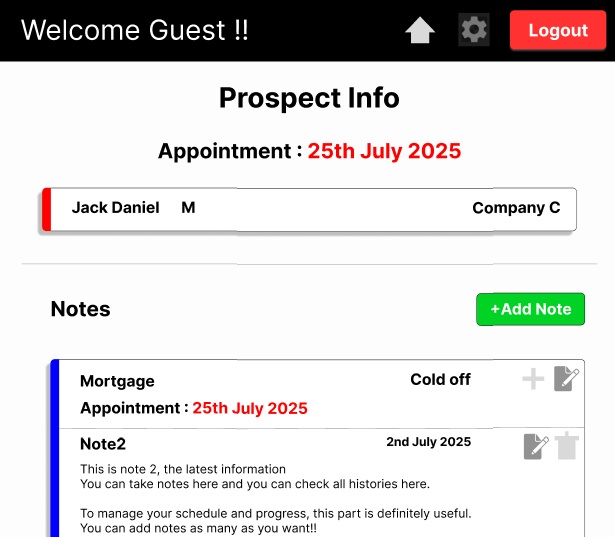 Welcome Guest !!
Logout
Prospect Info
Appointment : 25th July 2025
Jack Daniel M Company C
Notes
+Add Note
Mortgage Cold off
Appointment : 25th July 2025
Note2 2nd July 2025
This is note 2, the latest information
You can take notes here and you can check all histories here.
To manage your schedule and progress, this part is definitely useful.
You can add notes as many as you want!!